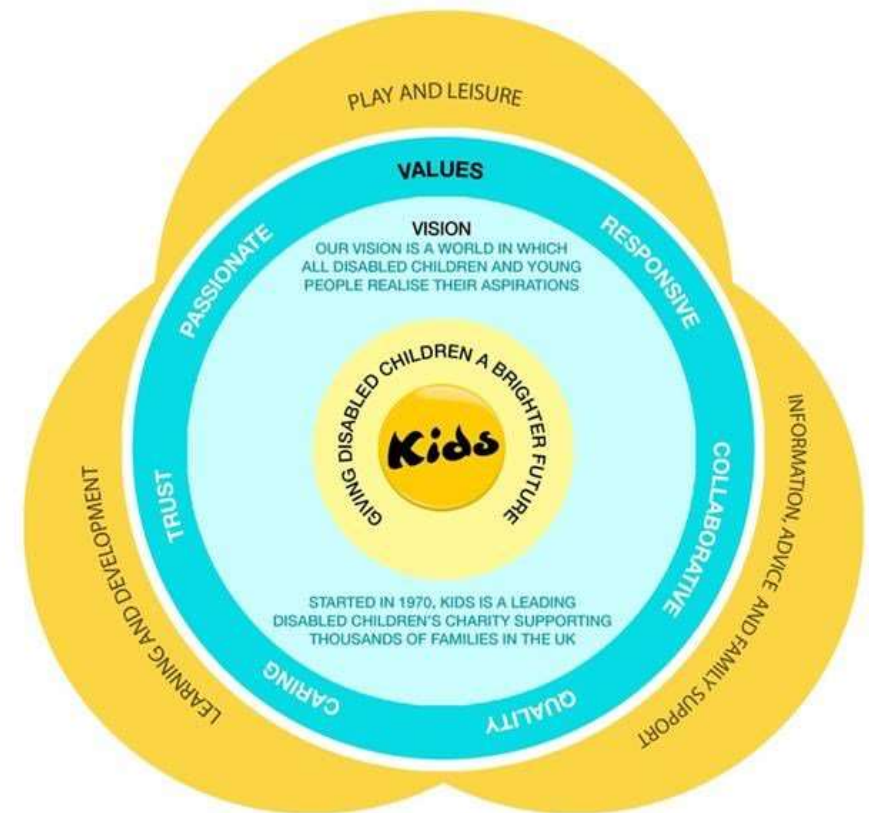 PLAY AND LEISURE
VALUES
PASSIONATE
RESPONSIVE
VISION
OUR VISION IS A WORLD IN WHICH
ALL DISABLED CHILDREN AND YOUNG
PEOPLE REALISE THEIR ASPIRATIONS
GIVING DISABLED CHILDREN A BRIGHTER FUTURE
Kids
TRUST
COLLABORATIVE
LEARNING AND DEVELOPMENT
INFORMATION, ADVICE AND FAMILY SUPPORT
STARTED IN 1970, KIDS IS A LEADING
DISABLED CHILDREN'S CHARITY SUPPORTING
THOUSANDS OF FAMILIES IN THE UK
CARING
QUALITY